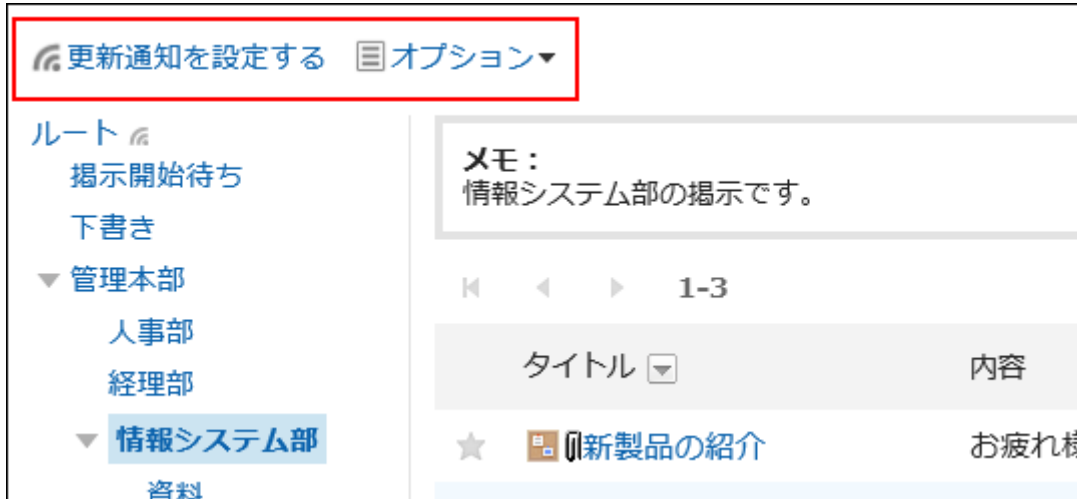 更新通知を設定する オプション▼
ルート
掲示開始待ち
下書き
管理本部
人事部
経理部
情報システム部
資料
メモ：
情報システム部の掲示です。
1-3
タイトル 内容
新製品の紹介 お疲れ様